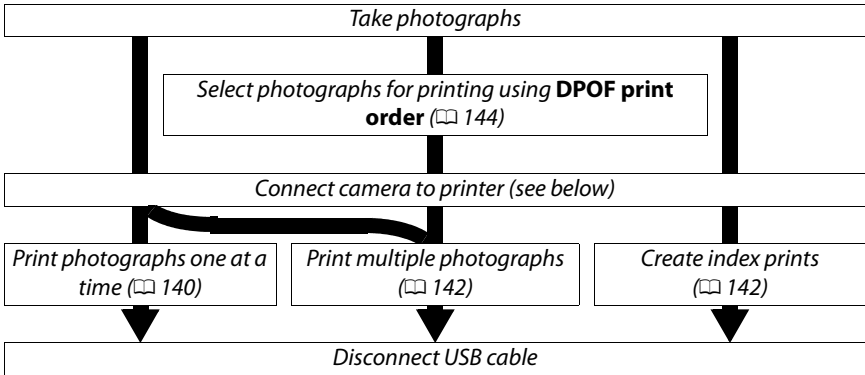 Take photographs
Select photographs for printing using DPOF print
order (📖 144)
Connect camera to printer (see below)
Print photographs one at a
time (📖 140)
Print multiple photographs
(📖 142)
Create index prints
(📖 142)
Disconnect USB cable